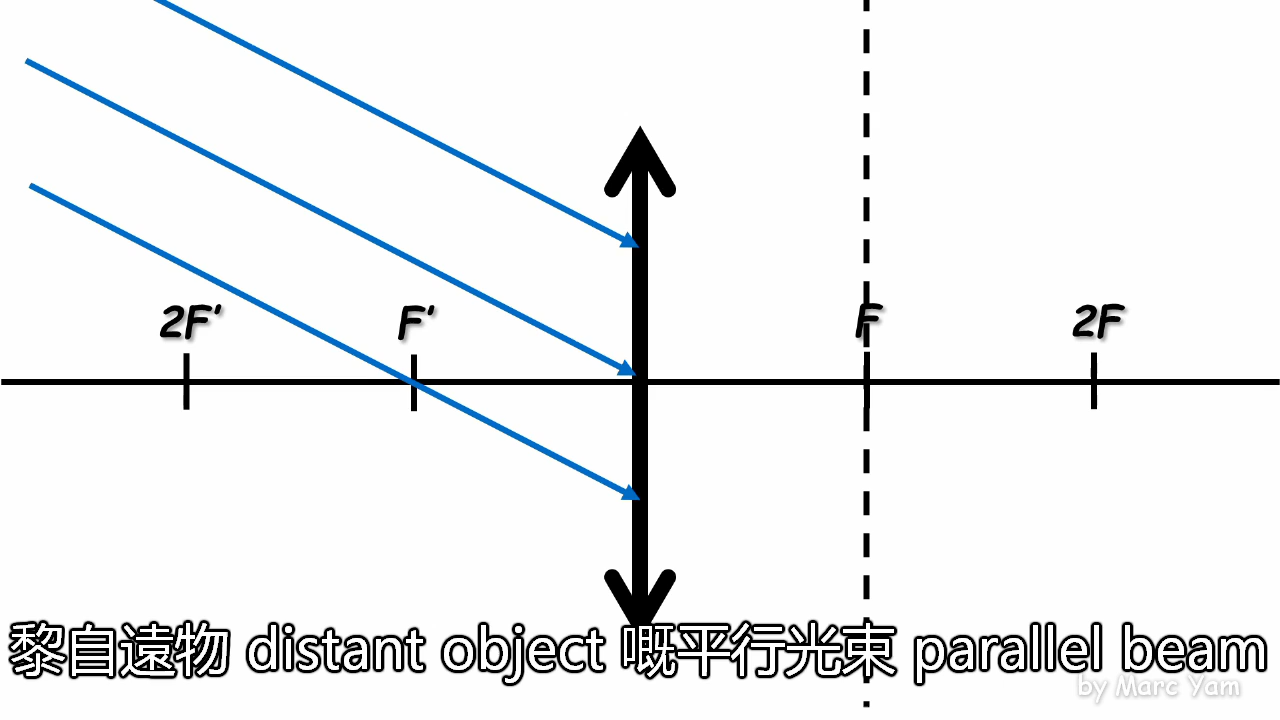 2F' F' F 2F
黎自遠物 distant object 嘅平行光束 parallel beam
by Marc Yam